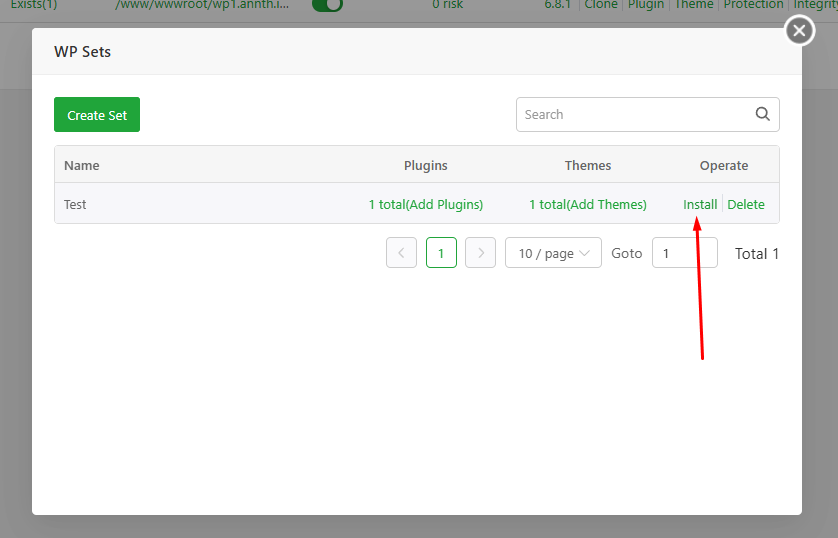 Exists(1) /www/wwwroot/wp1.annth.i... 0 risk 6.8.1 Clone Plugin Theme Protection Integrity
WP Sets
Create Set Search
Name Plugins Themes Operate
Test 1 total(Add Plugins) 1 total(Add Themes) Install Delete
1 10 / page Goto 1 Total 1